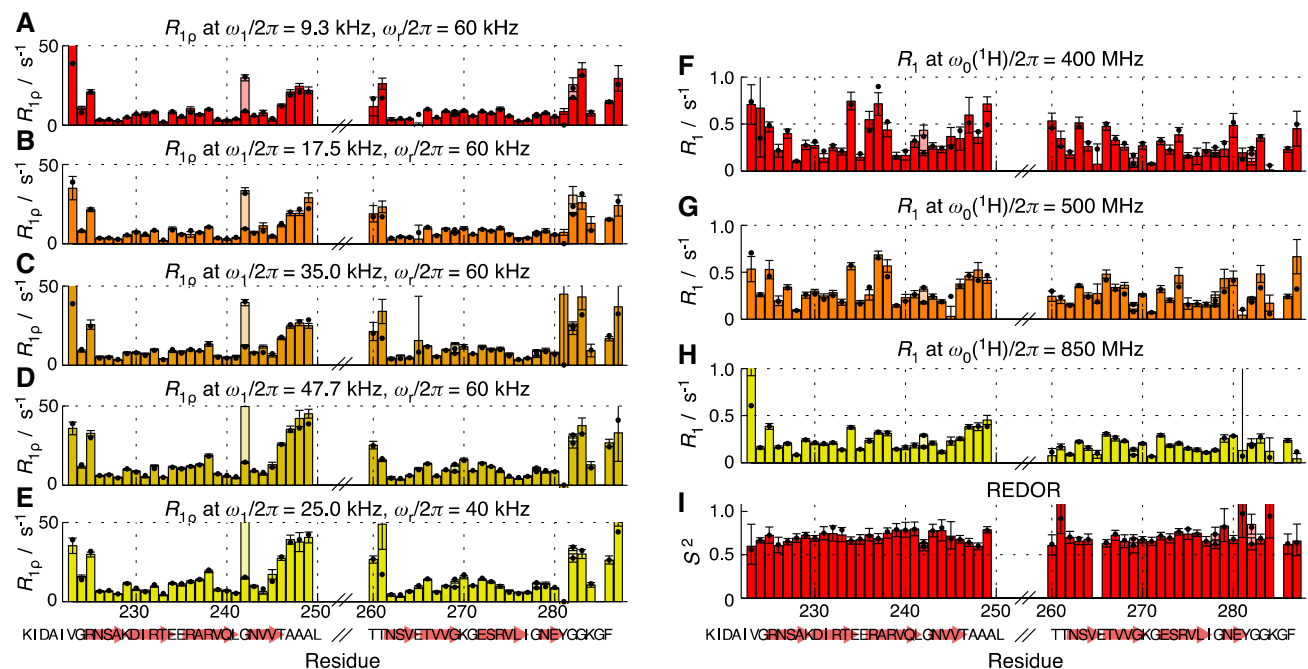 A
R1ρ at ω1/2π = 9.3 kHz, ωr/2π = 60 kHz
R1ρ / s-1
50
0
B
R1ρ at ω1/2π = 17.5 kHz, ωr/2π = 60 kHz
R1ρ / s-1
50
0
C
R1ρ at ω1/2π = 35.0 kHz, ωr/2π = 60 kHz
R1ρ / s-1
50
0
D
R1ρ at ω1/2π = 47.7 kHz, ωr/2π = 60 kHz
R1ρ / s-1
50
0
E
R1ρ at ω1/2π = 25.0 kHz, ωr/2π = 40 kHz
R1ρ / s-1
50
0
230 240 250 260 270 280
KIDAIVGRNSAKDIRTEERARVQLGNVVTAAAL // TTNSVETVVGKGESRVLIGNEYGGKGF
Residue
F
R1 at ω0(1H)/2π = 400 MHz
R1 / s-1
1.0
0.5
0
G
R1 at ω0(1H)/2π = 500 MHz
R1 / s-1
1.0
0.5
0
H
R1 at ω0(1H)/2π = 850 MHz
R1 / s-1
1.0
0.5
0
I
REDOR
S2
1.0
0.5
0
230 240 250 260 270 280
KIDAIVGRNSAKDIRTEERARVQLGNVVTAAAL // TTNSVETVVGKGESRVLIGNEYGGKGF
Residue